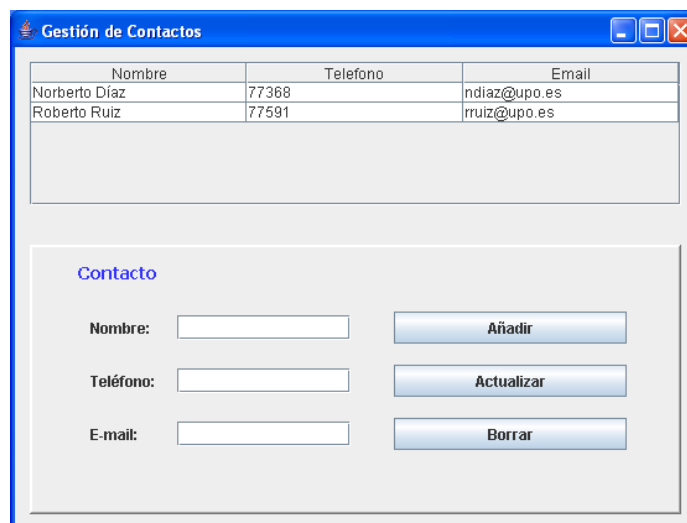 Gestión de Contactos
Nombre Telefono Email
Norberto Díaz 77368 ndiaz@upo.es
Roberto Ruiz 77591 rruiz@upo.es
Contacto
Nombre: Añadir
Teléfono: Actualizar
E-mail: Borrar